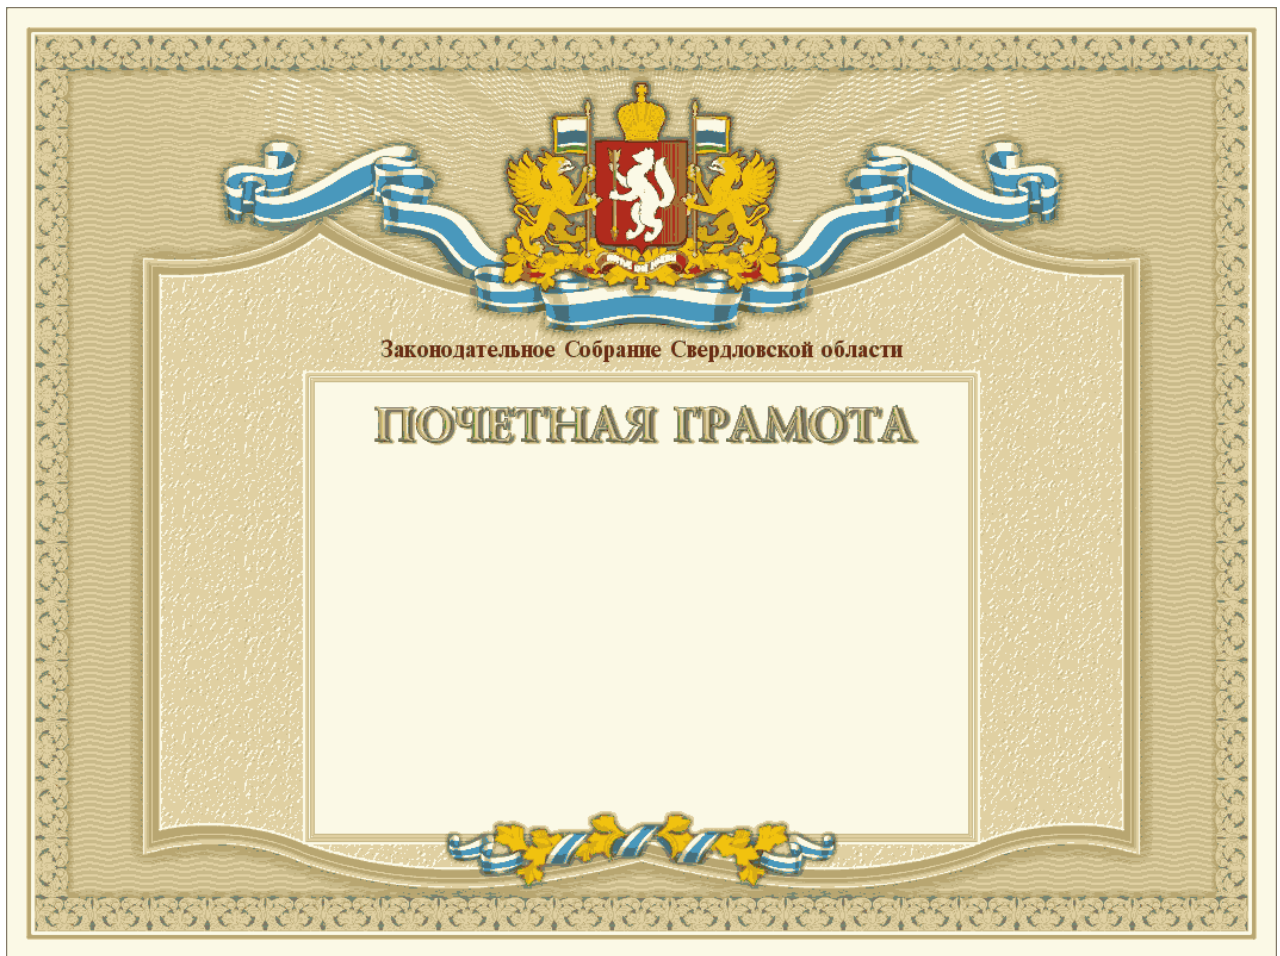 Законодательное Собрание Свердловской области
ПОЧЕТНАЯ ГРАМОТА